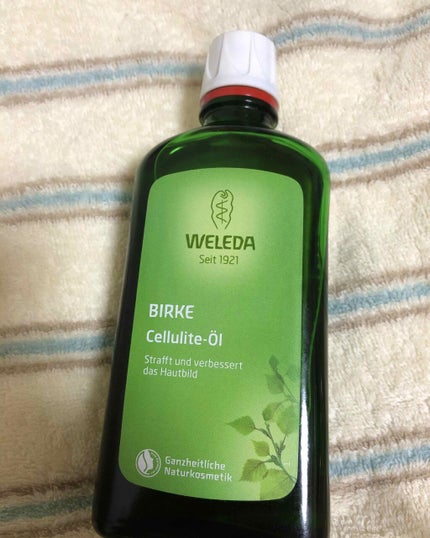 WELEDA
Seit 1921
BIRKE
Cellulite-Öl
Strafft und verbessert
das Hautbild
Ganzheitliche
Naturkosmetik